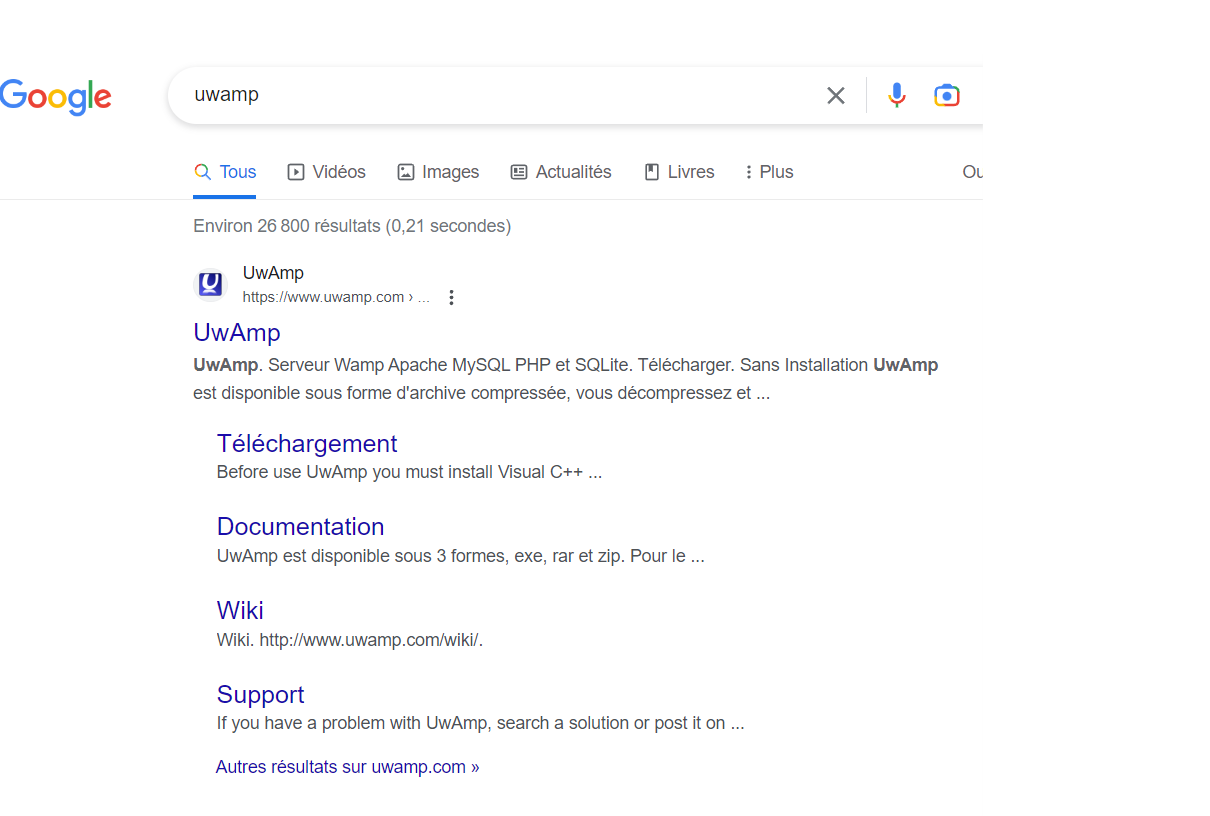 Google
uwamp
Tous Vidéos Images Actualités Livres Plus Ou
Environ 26 800 résultats (0,21 secondes)
UwAmp
https://www.uwamp.com › ...
UwAmp
UwAmp. Serveur Wamp Apache MySQL PHP et SQLite. Télécharger. Sans Installation UwAmp
est disponible sous forme d'archive compressée, vous décompressez et ...
Téléchargement
Before use UwAmp you must install Visual C++ ...
Documentation
UwAmp est disponible sous 3 formes, exe, rar et zip. Pour le ...
Wiki
Wiki. http://www.uwamp.com/wiki/.
Support
If you have a problem with UwAmp, search a solution or post it on ...
Autres résultats sur uwamp.com »